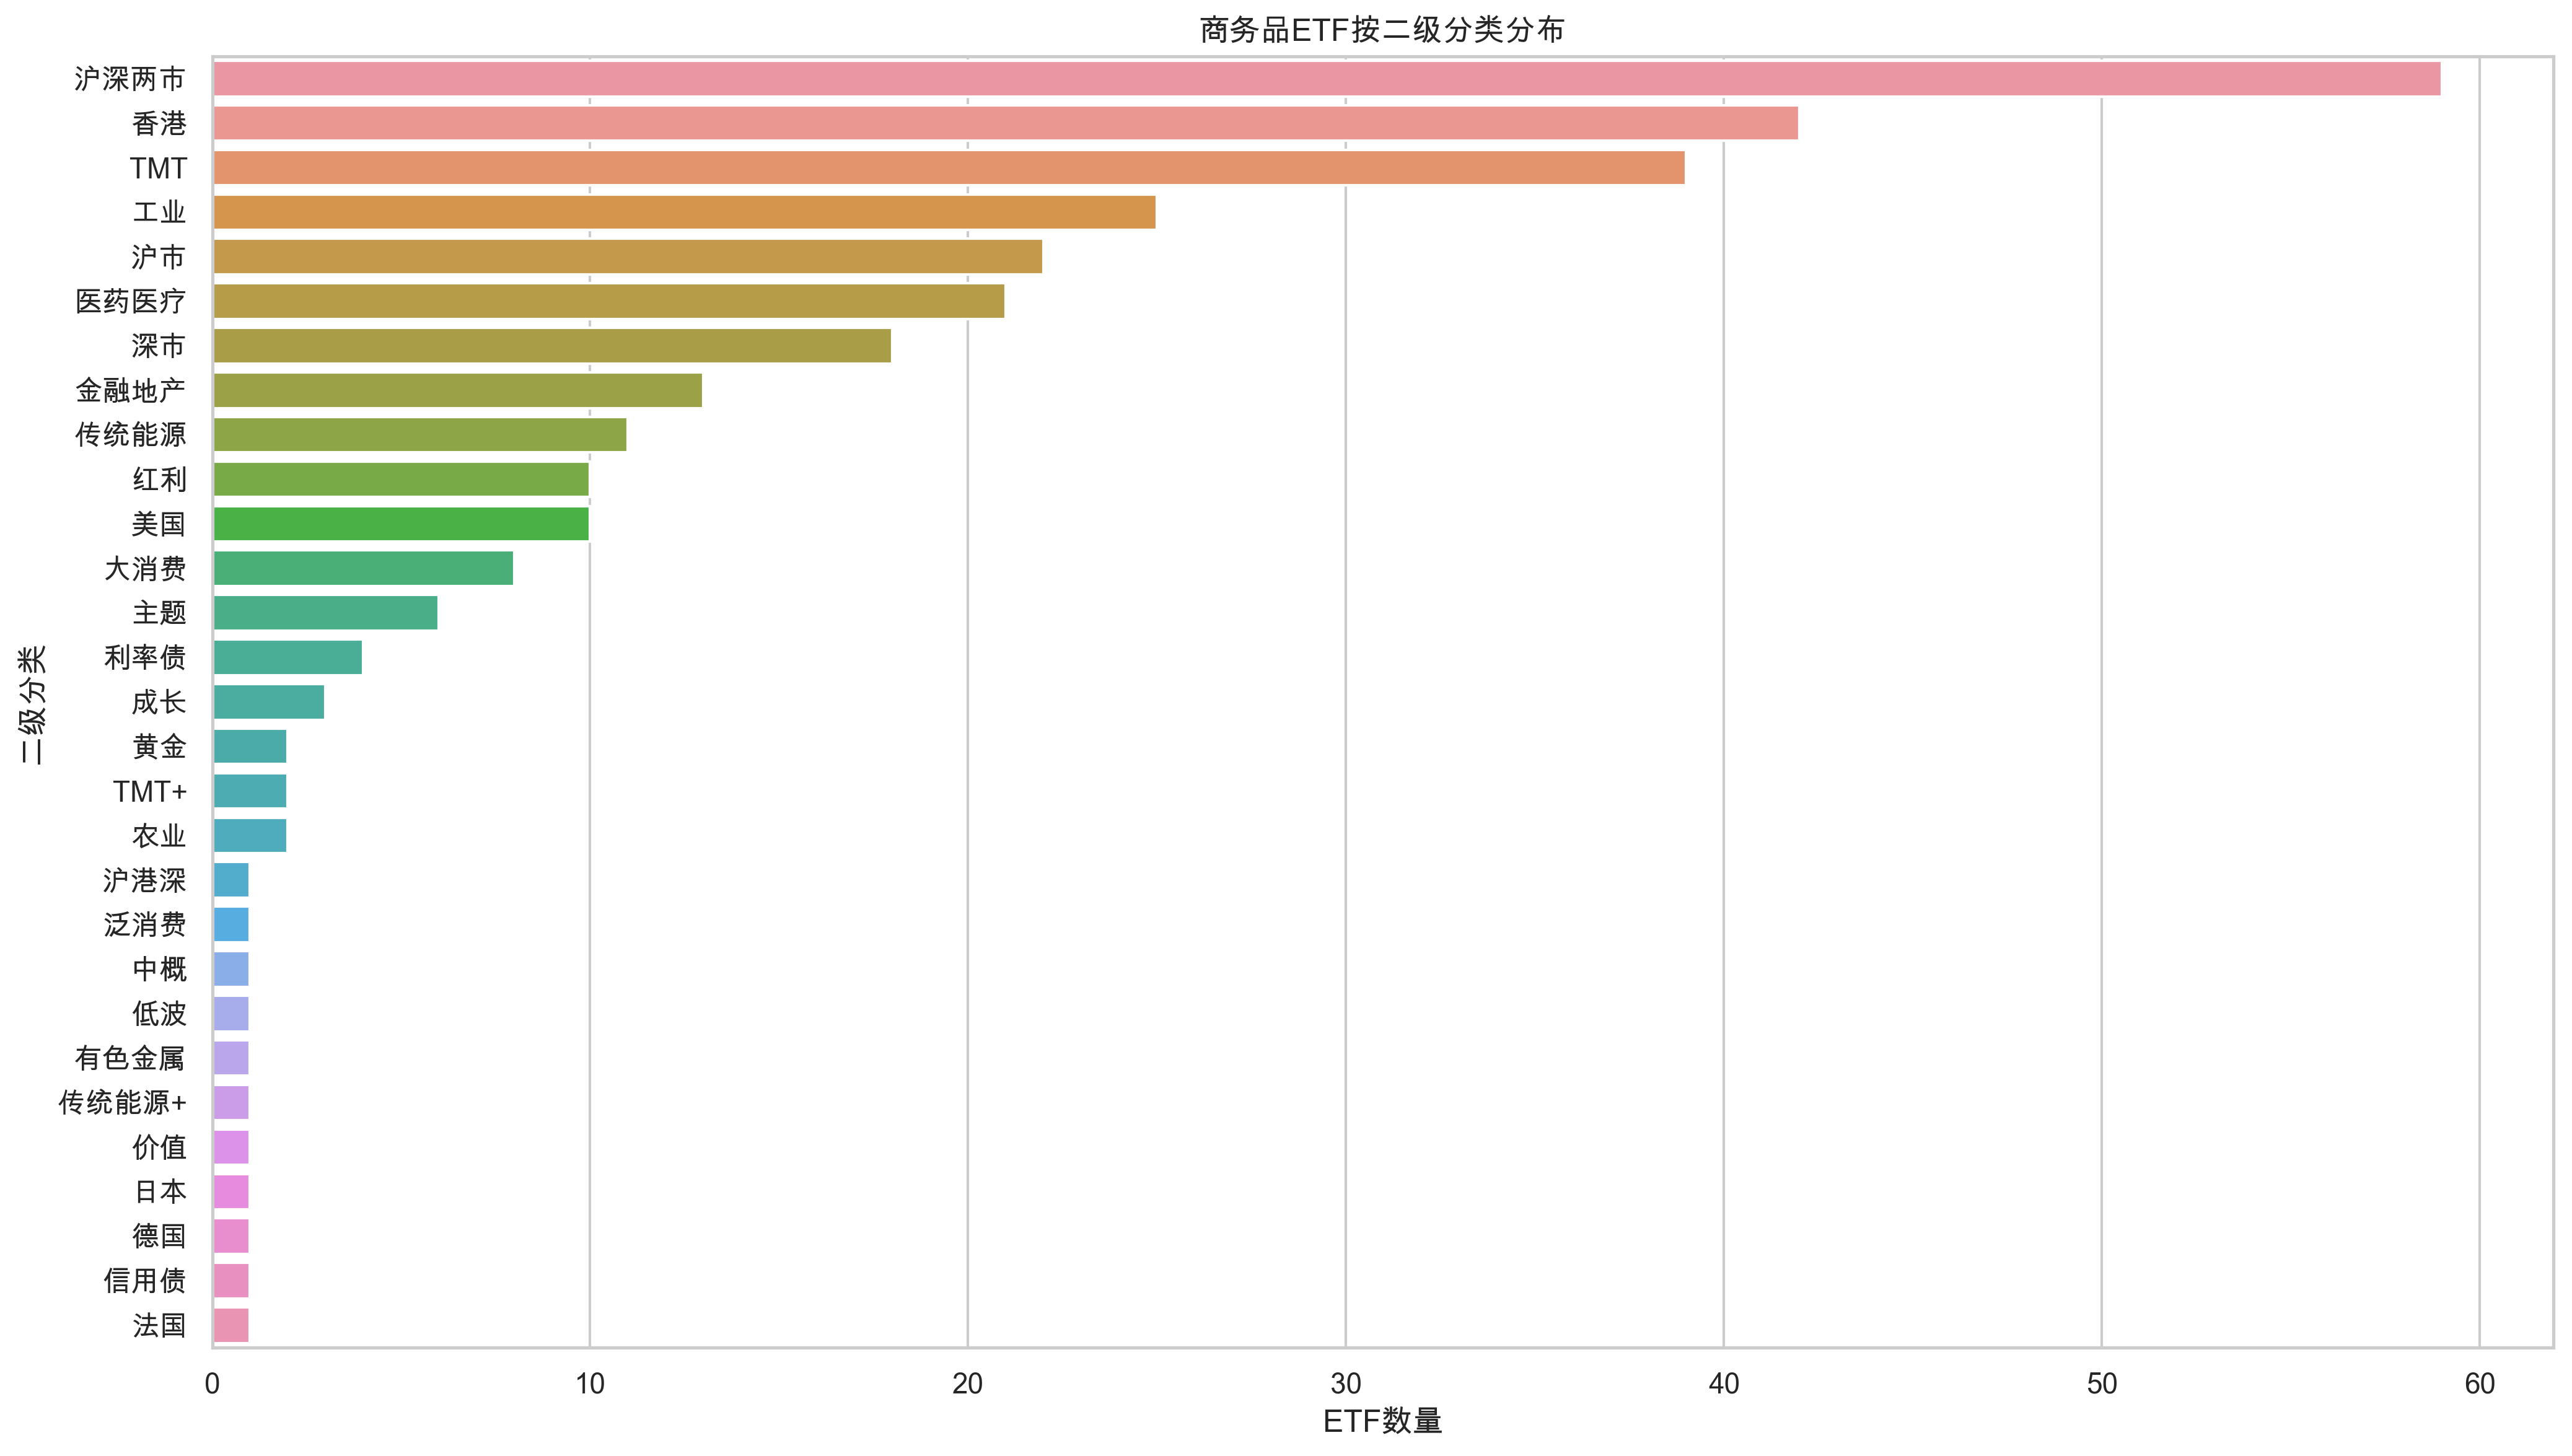 商务品ETF按二级分类分布
二级分类
沪深两市
香港
TMT
工业
沪市
医药医疗
深市
金融地产
传统能源
红利
美国
大消费
主题
利率债
成长
黄金
TMT+
农业
沪港深
泛消费
中概
低波
有色金属
传统能源+
价值
日本
德国
信用债
法国
0 10 20 30 40 50 60
ETF数量